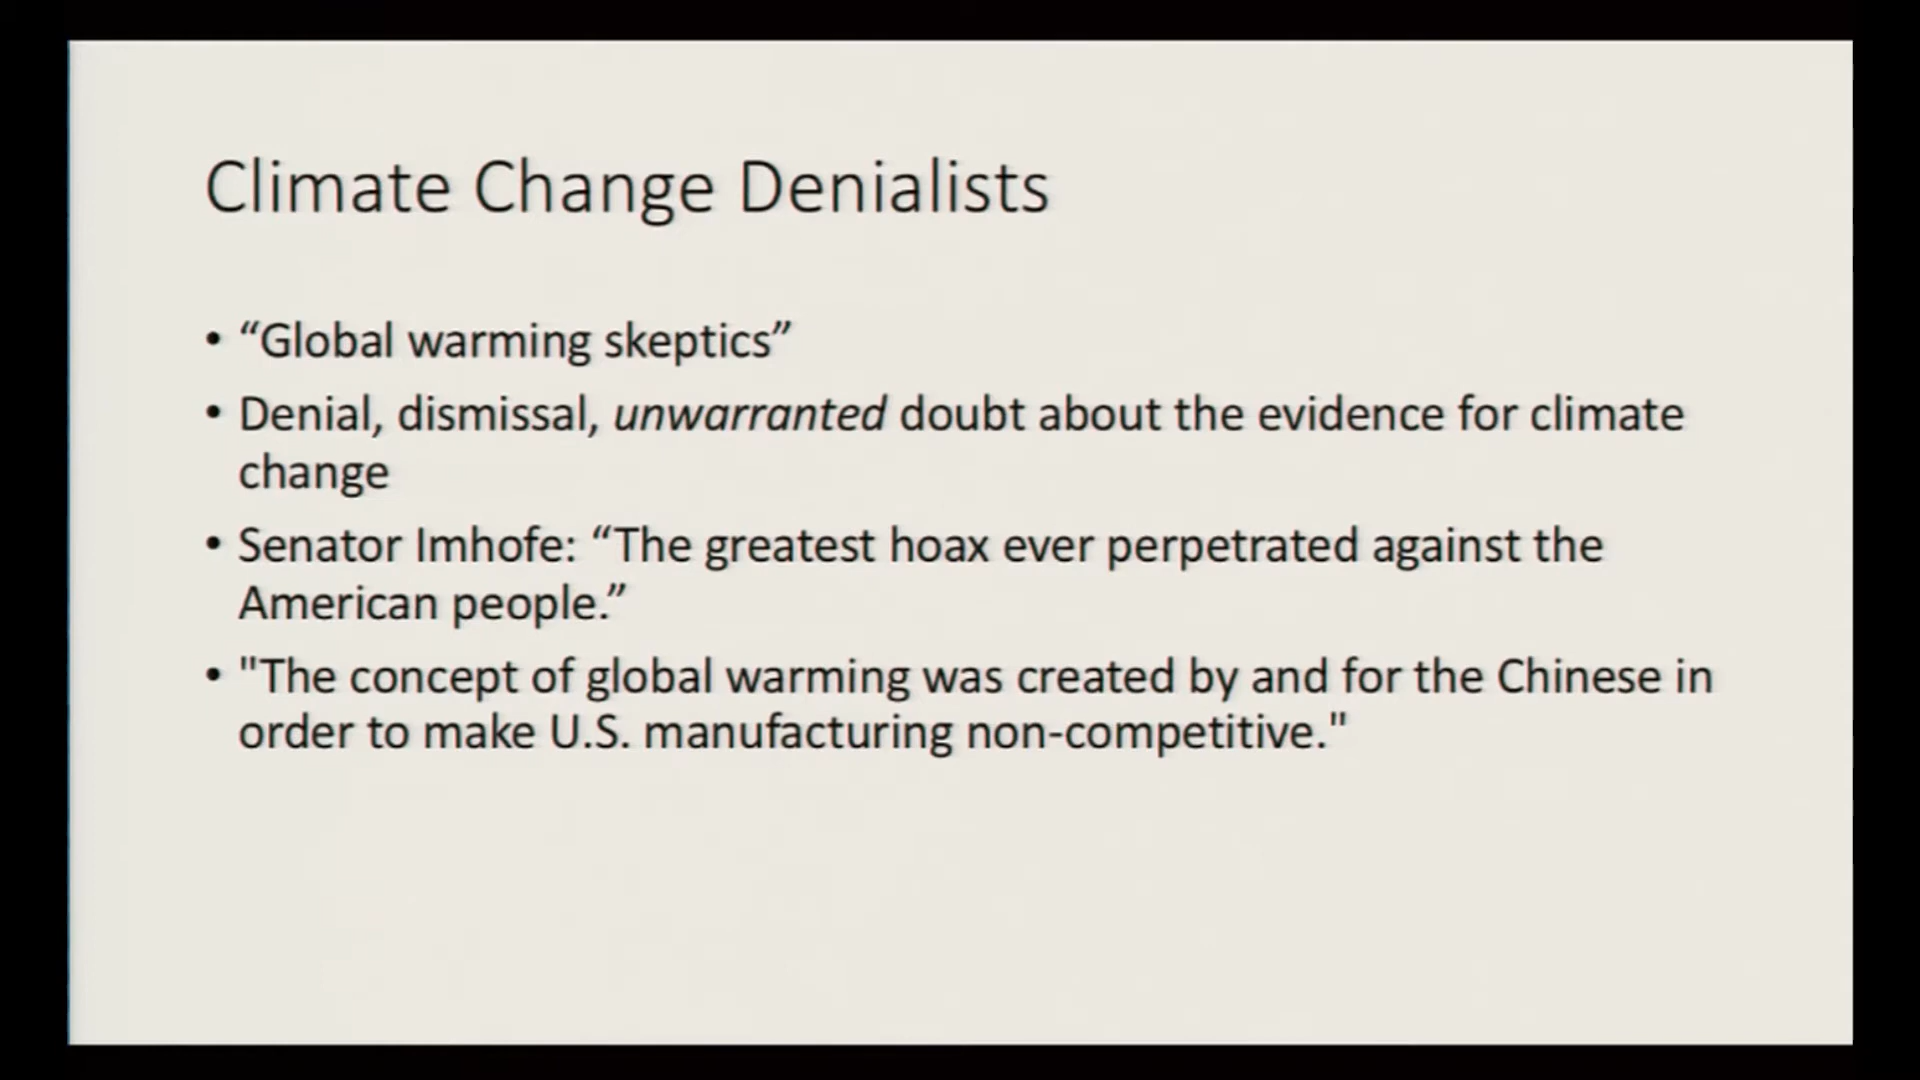 Climate Change Denialists
• “Global warming skeptics”
• Denial, dismissal, unwarranted doubt about the evidence for climate
change
• Senator Imhofe: “The greatest hoax ever perpetrated against the
American people.”
• "The concept of global warming was created by and for the Chinese in
order to make U.S. manufacturing non-competitive."